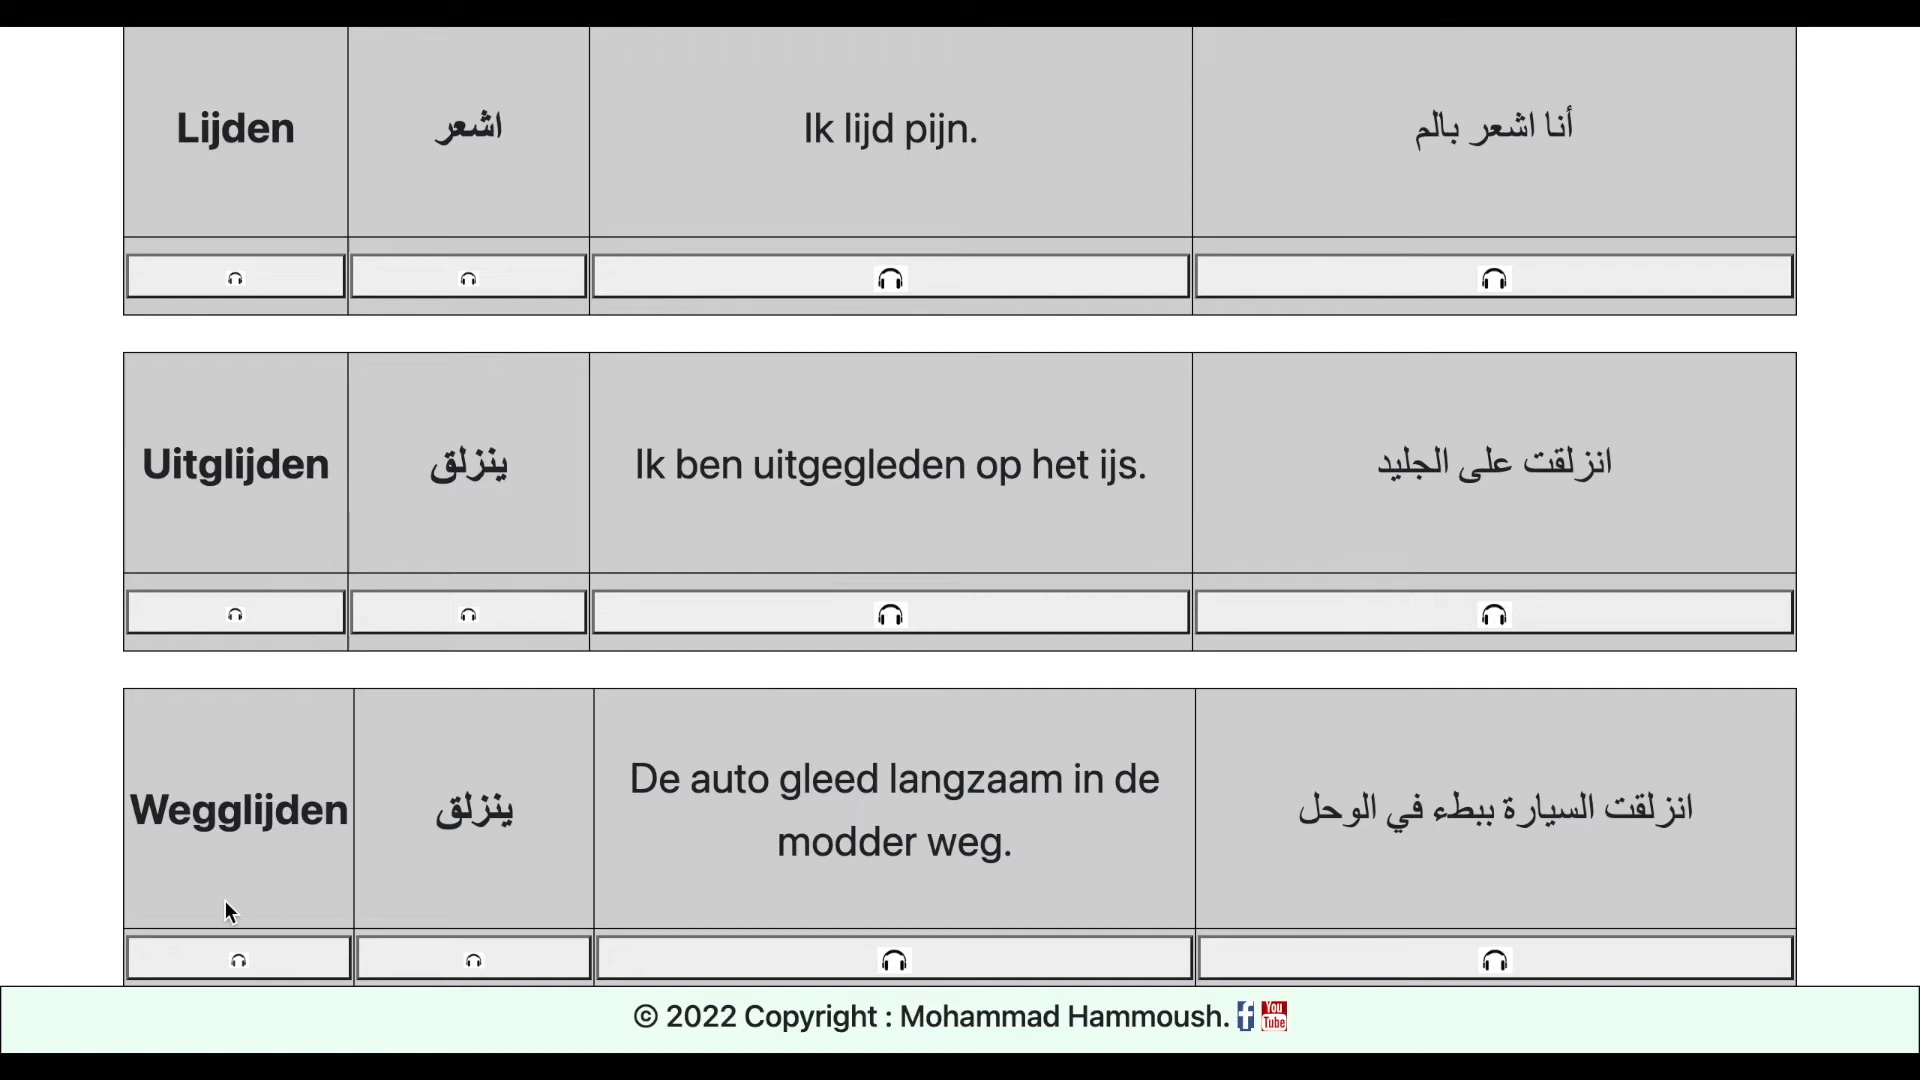 Lijden
اشعر
Ik lijd pijn.
أنا اشعر بالم
Uitglijden
ينزلق
Ik ben uitgegleden op het ijs.
انزلقت على الجليد
Wegglijden
ينزلق
De auto gleed langzaam in de
modder weg.
انزلقت السيارة ببطء في الوحل
© 2022 Copyright : Mohammad Hammoush. f You Tube